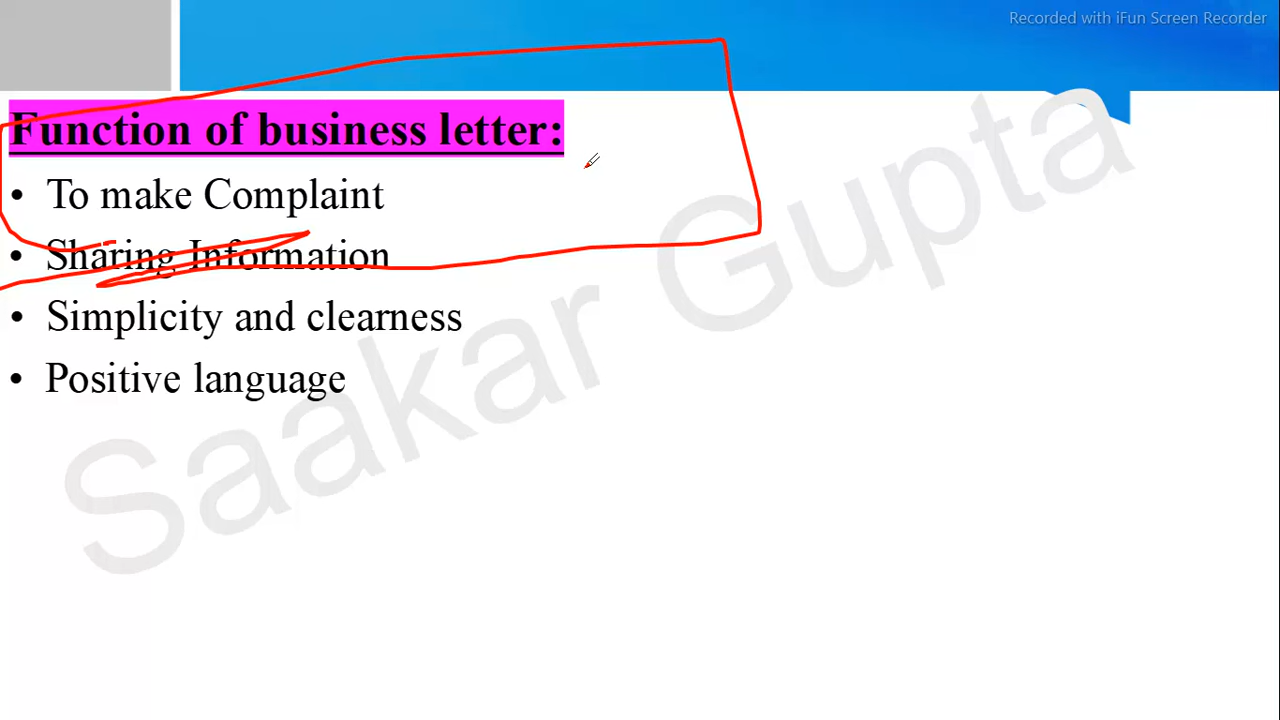 Recorded with iFun Screen Recorder
Function of business letter:
• To make Complaint
• Sharing Information
• Simplicity and clearness
• Positive language
Saakar Gupta